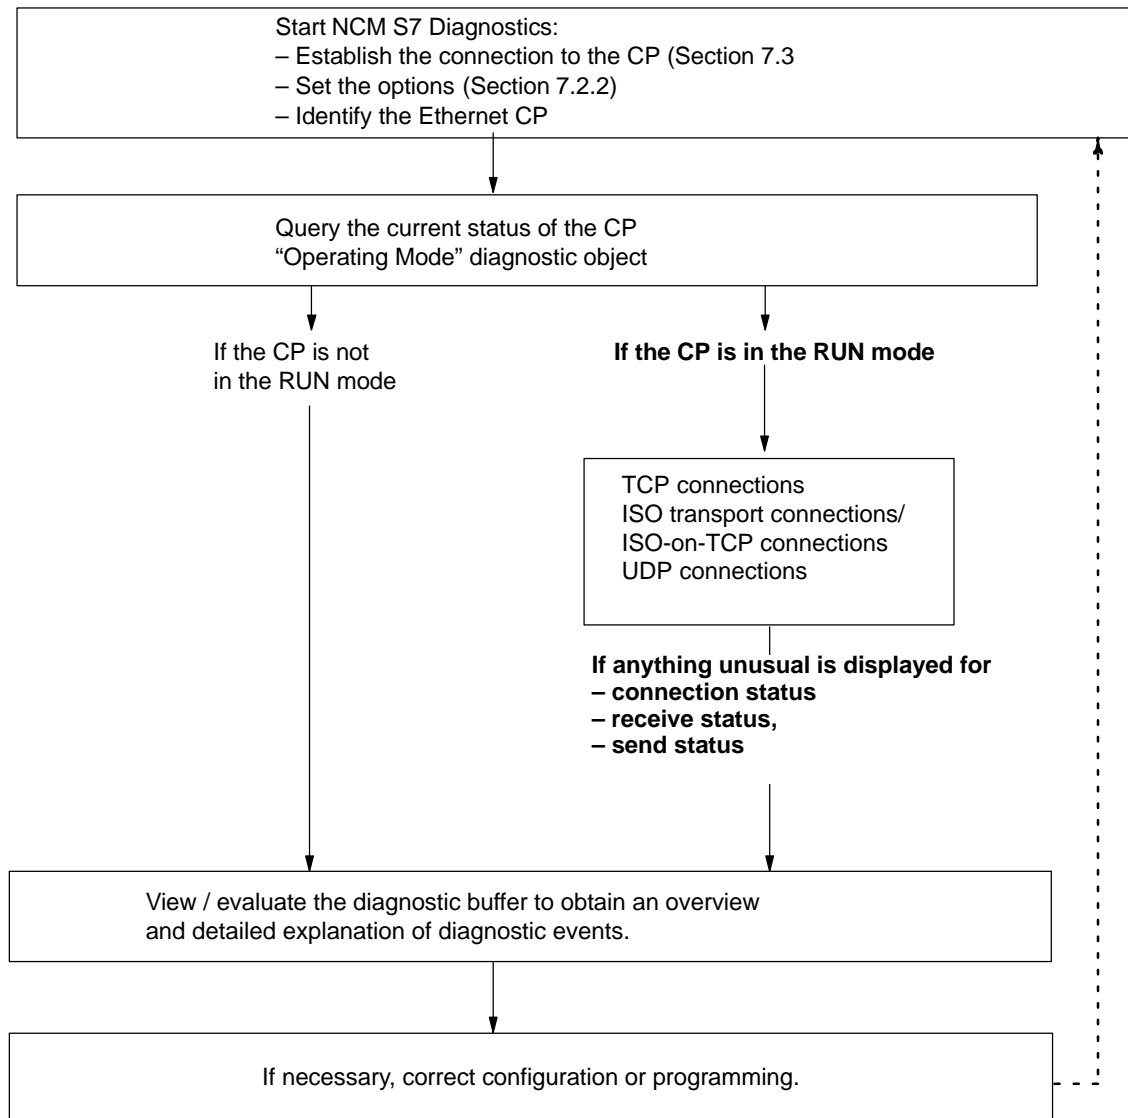 Start NCM S7 Diagnostics:
– Establish the connection to the CP (Section 7.3
– Set the options (Section 7.2.2)
– Identify the Ethernet CP
Query the current status of the CP
“Operating Mode” diagnostic object
If the CP is not
in the RUN mode
If the CP is in the RUN mode
TCP connections
ISO transport connections/
ISO-on-TCP connections
UDP connections
If anything unusual is displayed for
– connection status
– receive status,
– send status
View / evaluate the diagnostic buffer to obtain an overview
and detailed explanation of diagnostic events.
If necessary, correct configuration or programming.